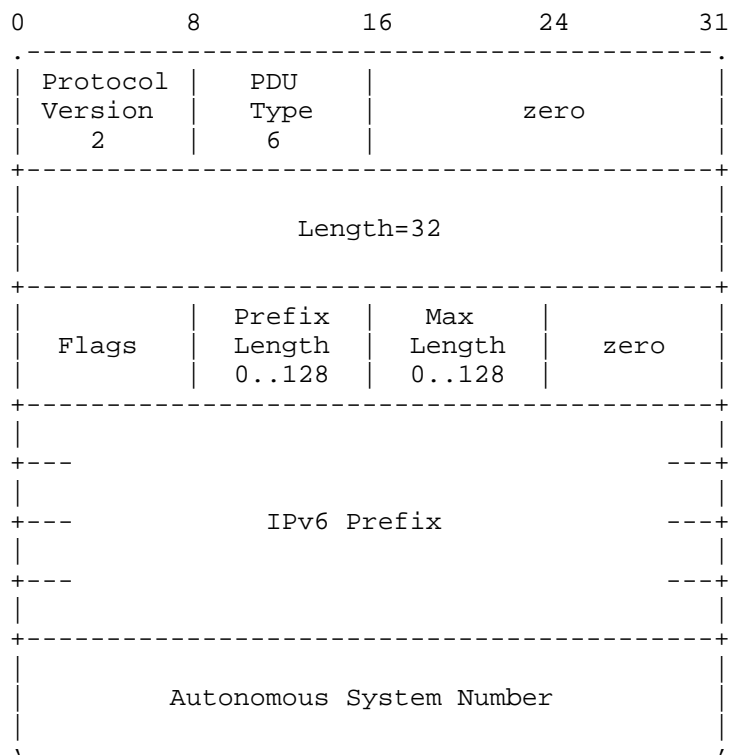 0          8          16         24        31
.-------------------------------------------.
| Protocol |   PDU    |                     |
| Version  |   Type   |        zero         |
|    2     |    6     |                     |
+-------------------------------------------+
|                                           |
|                 Length=32                 |
|                                           |
+-------------------------------------------+
|          |  Prefix  |   Max    |          |
|  Flags   |  Length  |  Length  |   zero   |
|          |  0..128  |  0..128  |          |
+-------------------------------------------+
|                                           |
+---                                     ---+
|                                           |
+---            IPv6 Prefix              ---+
|                                           |
+---                                     ---+
|                                           |
+-------------------------------------------+
|                                           |
|         Autonomous System Number          |
|                                           |